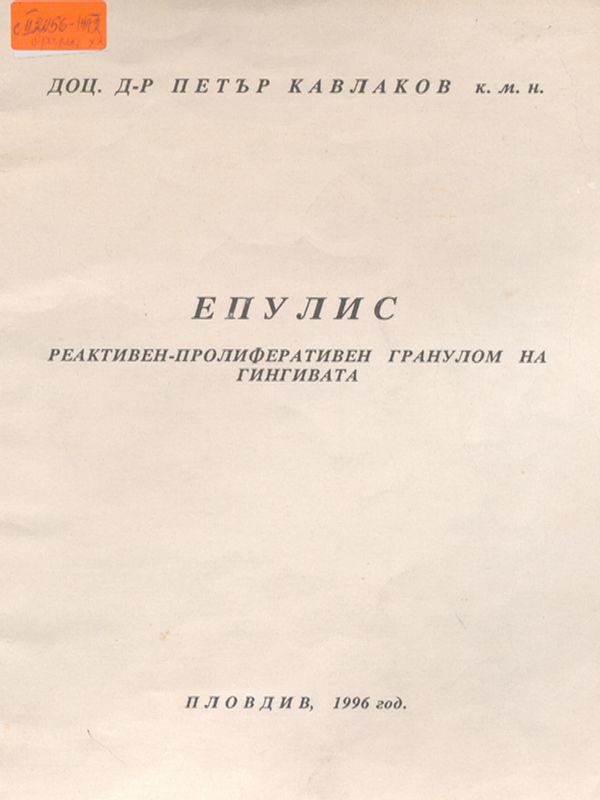 ДОЦ. Д-Р ПЕТЪР КАВЛАКОВ к. м. н.
ЕПУЛИС
РЕАКТИВЕН-ПРОЛИФЕРАТИВЕН ГРАНУЛОМ НА
ГИНГИВАТА
ПЛОВДИВ, 1996 год.